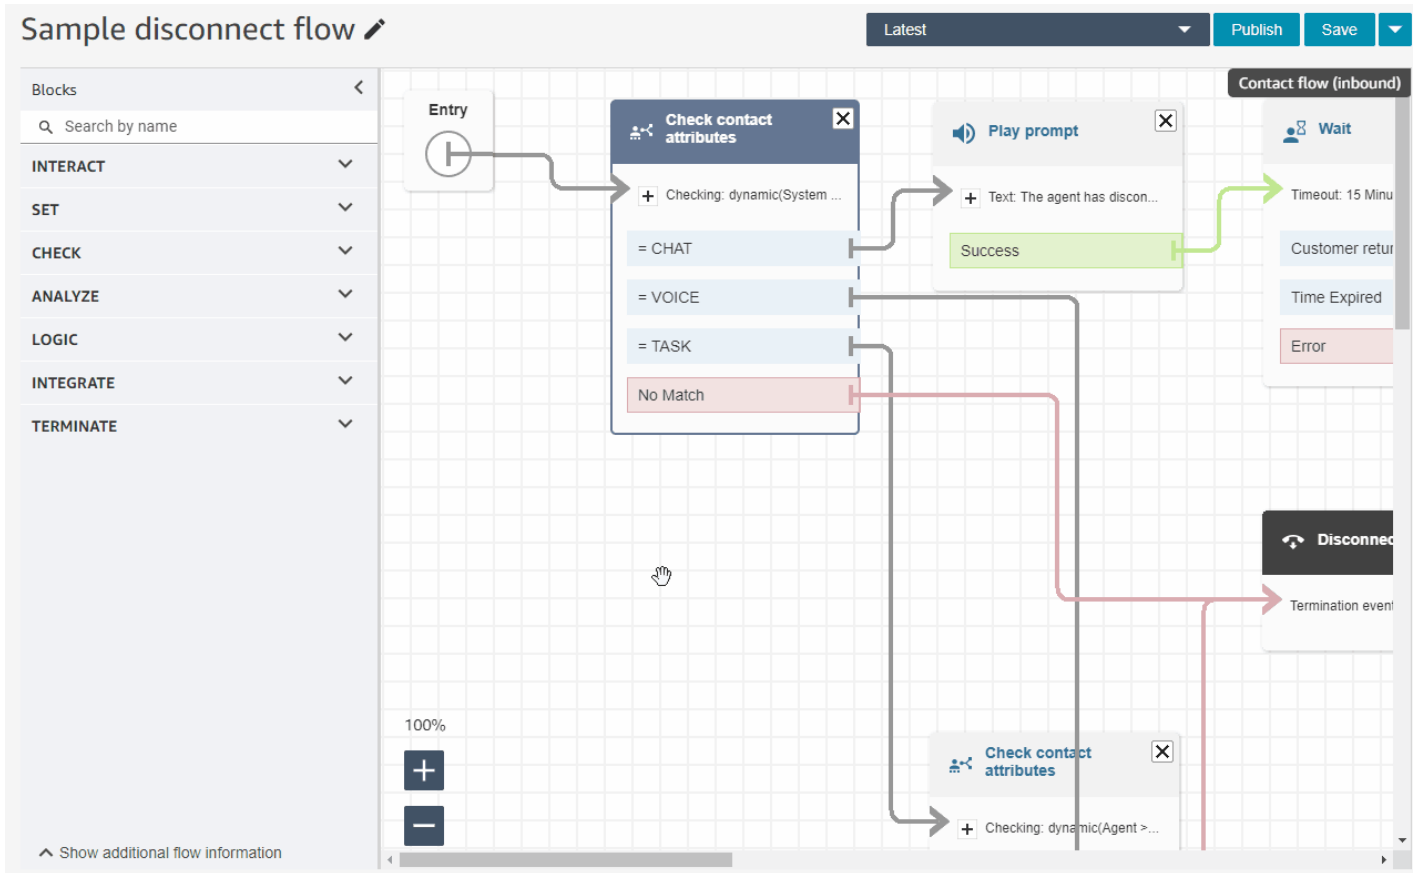 Sample disconnect flow
Latest
Publish
Save
Contact flow (inbound)
Blocks
Search by name
INTERACT
SET
CHECK
ANALYZE
LOGIC
INTEGRATE
TERMINATE
Show additional flow information
Entry
Check contact
attributes
Checking: dynamic(System ...
= CHAT
= VOICE
= TASK
No Match
Play prompt
Text: The agent has discon...
Success
Wait
Timeout: 15 Minu
Customer retur
Time Expired
Error
Disconnec
Termination event
Check contact
attributes
Checking: dynamic(Agent >...
100%